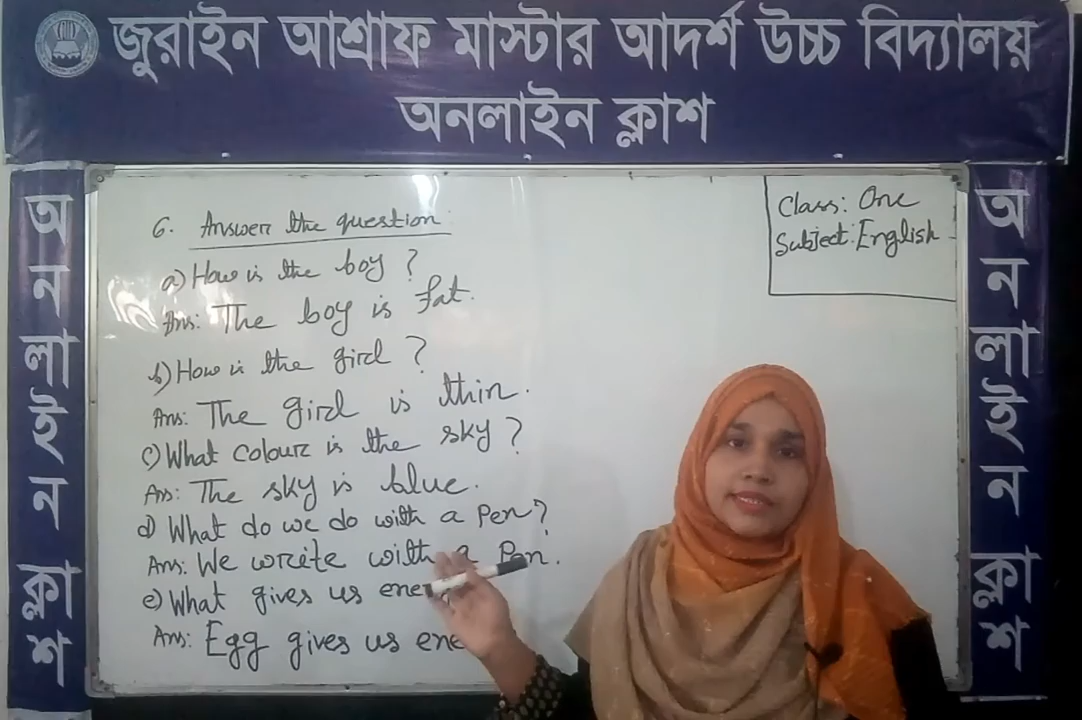 জুরাইন আশ্রাফ মাস্টার আদর্শ উচ্চ বিদ্যালয়
অনলাইন ক্লাশ
অনলাইন ক্লাশ
6. Answer the question
a) How is the boy ?
Ans: The boy is fat.
b) How is the girl ?
Ans: The girl is thin.
c) What colour is the sky ?
Ans: The sky is blue.
d) What do we do with a Pen?
Ans: We write with a Pen.
e) What gives us
Ans: Egg gives us
Class: One
Subject: English
অনলাইন ক্লাশ